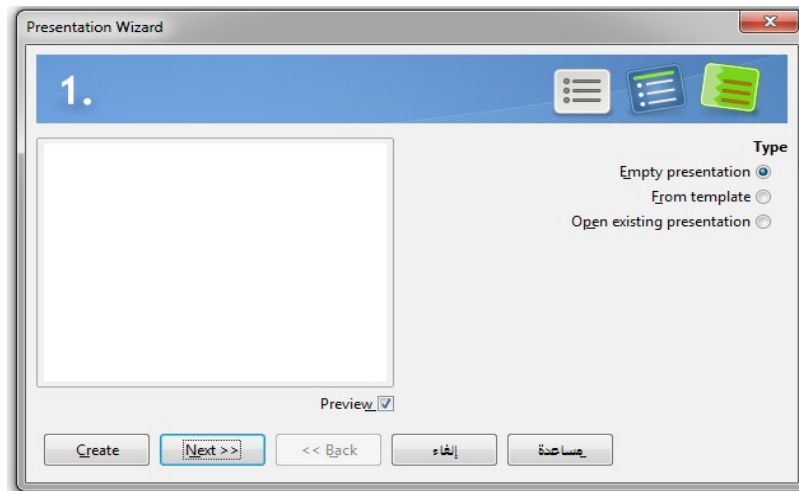 Presentation Wizard
1.
Type
Empty presentation
From template
Open existing presentation
Preview
Create
Next >>
<< Back
إلغاء
مساعدة